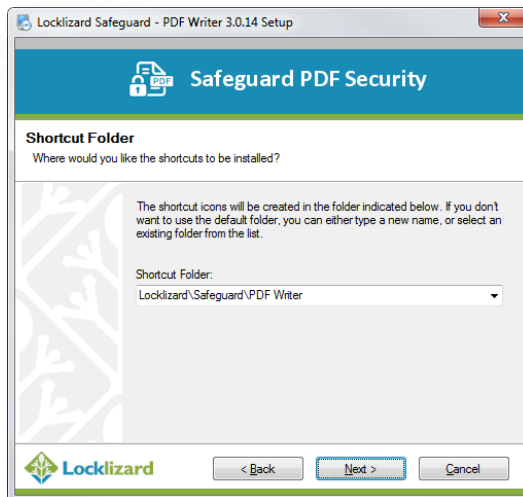 Locklizard Safeguard - PDF Writer 3.0.14 Setup
x
PDF
Safeguard PDF Security
Shortcut Folder
Where would you like the shortcuts to be installed?
The shortcut icons will be created in the folder indicated below. If you don't
want to use the default folder, you can either type a new name, or select an
existing folder from the list.
Shortcut Folder:
Locklizard\Safeguard\PDF Writer
Locklizard
< Back
Next >
Cancel